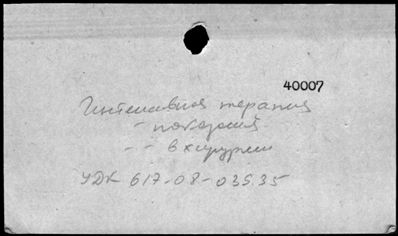 40007
Интенсивная терапия
- показания
- - в хирургии
УДК 617-08-035.35